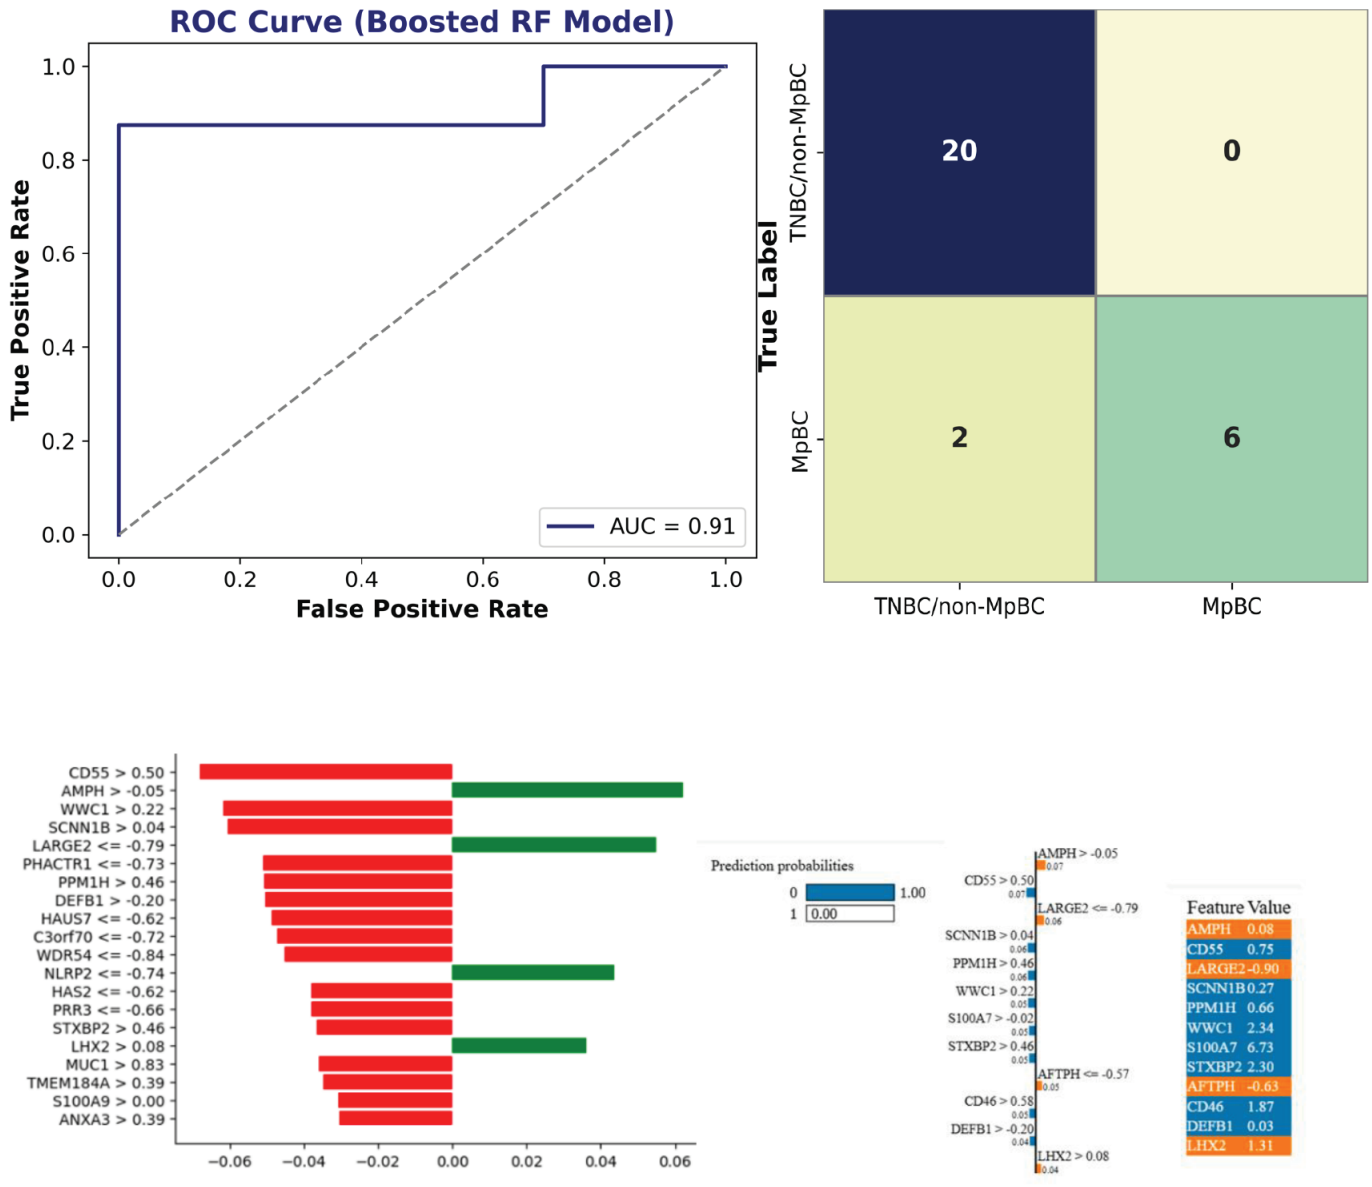 ROC Curve (Boosted RF Model)
True Positive Rate
1.0
0.8
0.6
0.4
0.2
0.0
AUC = 0.91
0.0 0.2 0.4 0.6 0.8 1.0
False Positive Rate
True Label
TNBC/non-MpBC
MpBC
20 0
2 6
TNBC/non-MpBC MpBC
CD55 > 0.50
AMPH > -0.05
WWC1 > 0.22
SCNN1B > 0.04
LARGE2 <= -0.79
PHACTR1 <= -0.73
PPM1H > 0.46
DEFB1 > -0.20
HAUS7 <= -0.62
C3orf70 <= -0.72
WDR54 <= -0.84
NLRP2 <= -0.74
HAS2 <= -0.62
PRR3 <= -0.66
STXBP2 > 0.46
LHX2 > 0.08
MUC1 > 0.83
TMEM184A > 0.39
S100A9 > 0.00
ANXA3 > 0.39
−0.06 −0.04 −0.02 0.00 0.02 0.04 0.06
Prediction probabilities
0 1.00
1 0.00
AMPH > -0.05
0.07
CD55 > 0.50
0.07
LARGE2 <= -0.79
0.06
SCNN1B > 0.04
0.06
PPM1H > 0.46
0.06
WWC1 > 0.22
0.05
S100A7 > -0.02
0.05
STXBP2 > 0.46
0.05
AFTPH <= -0.57
0.05
CD46 > 0.58
0.05
DEFB1 > -0.20
0.04
LHX2 > 0.08
0.04
Feature Value
AMPH 0.08
CD55 0.75
LARGE2 -0.90
SCNN1B 0.27
PPM1H 0.66
WWC1 2.34
S100A7 6.73
STXBP2 2.30
AFTPH -0.63
CD46 1.87
DEFB1 0.03
LHX2 1.31